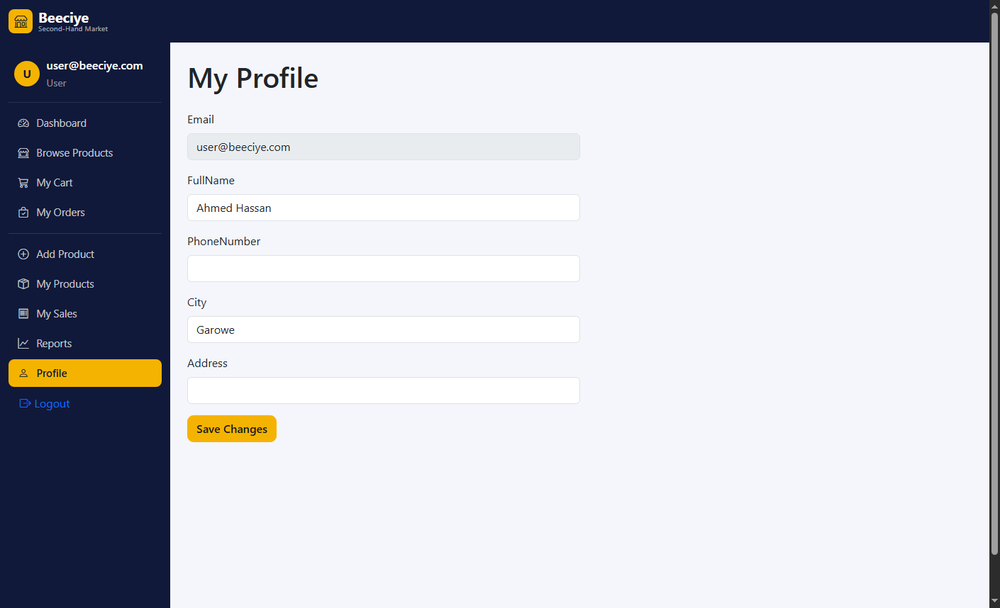 Beeciye
Second-Hand Market
U
user@beeciye.com
User
Dashboard
Browse Products
My Cart
My Orders
Add Product
My Products
My Sales
Reports
Profile
Logout
My Profile
Email
user@beeciye.com
FullName
Ahmed Hassan
PhoneNumber
City
Garowe
Address
Save Changes